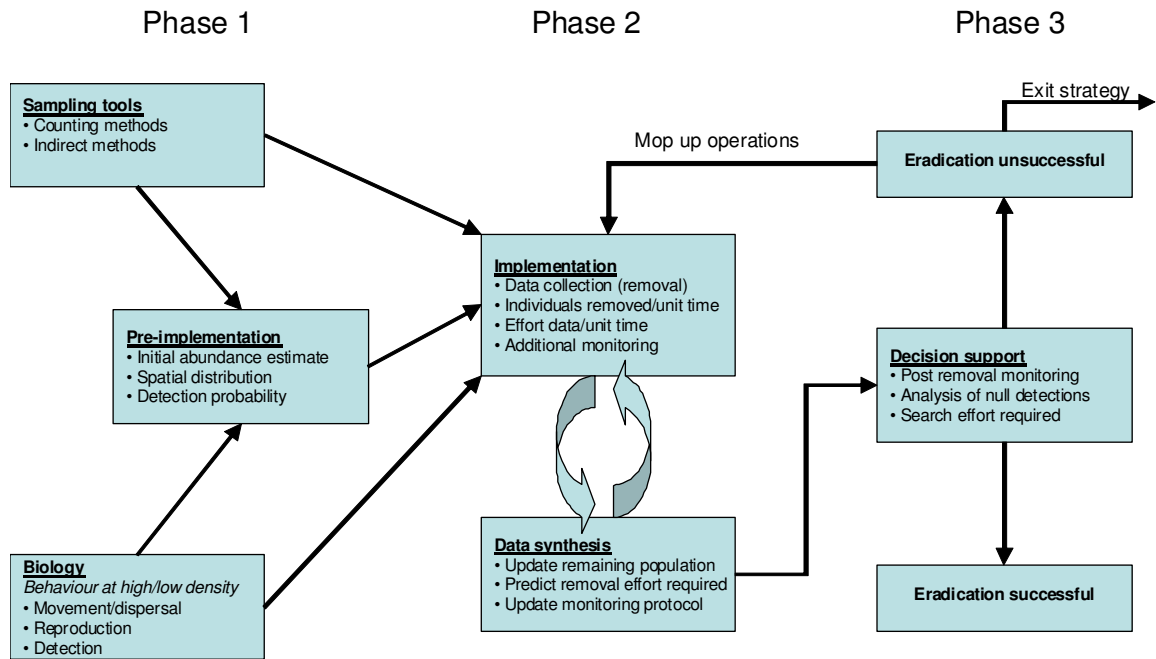 Phase 1
Phase 2
Phase 3
Sampling tools
• Counting methods
• Indirect methods
Pre-implementation
• Initial abundance estimate
• Spatial distribution
• Detection probability
Biology
Behaviour at high/low density
• Movement/dispersal
• Reproduction
• Detection
Mop up operations
Implementation
• Data collection (removal)
• Individuals removed/unit time
• Effort data/unit time
• Additional monitoring
Data synthesis
• Update remaining population
• Predict removal effort required
• Update monitoring protocol
Exit strategy
Eradication unsuccessful
Decision support
• Post removal monitoring
• Analysis of null detections
• Search effort required
Eradication successful